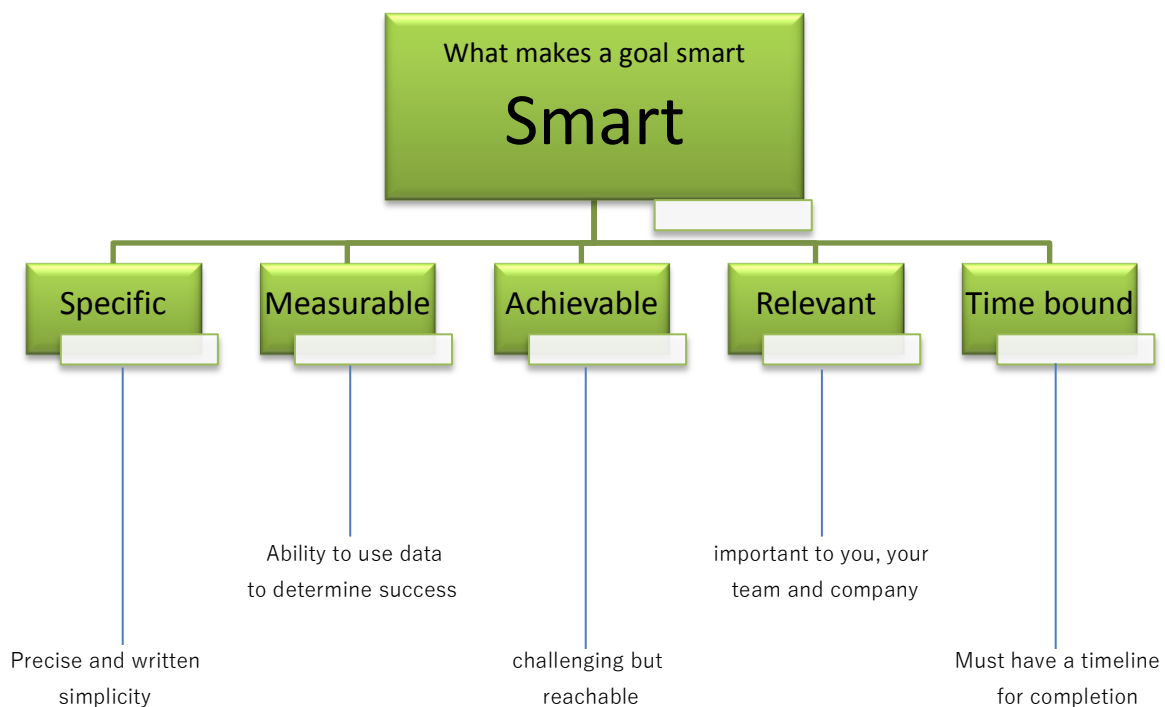 What makes a goal smart
Smart
Specific
Measurable
Achievable
Relevant
Time bound
Ability to use data
to determine success
important to you, your
team and company
Precise and written
simplicity
challenging but
reachable
Must have a timeline
for completion